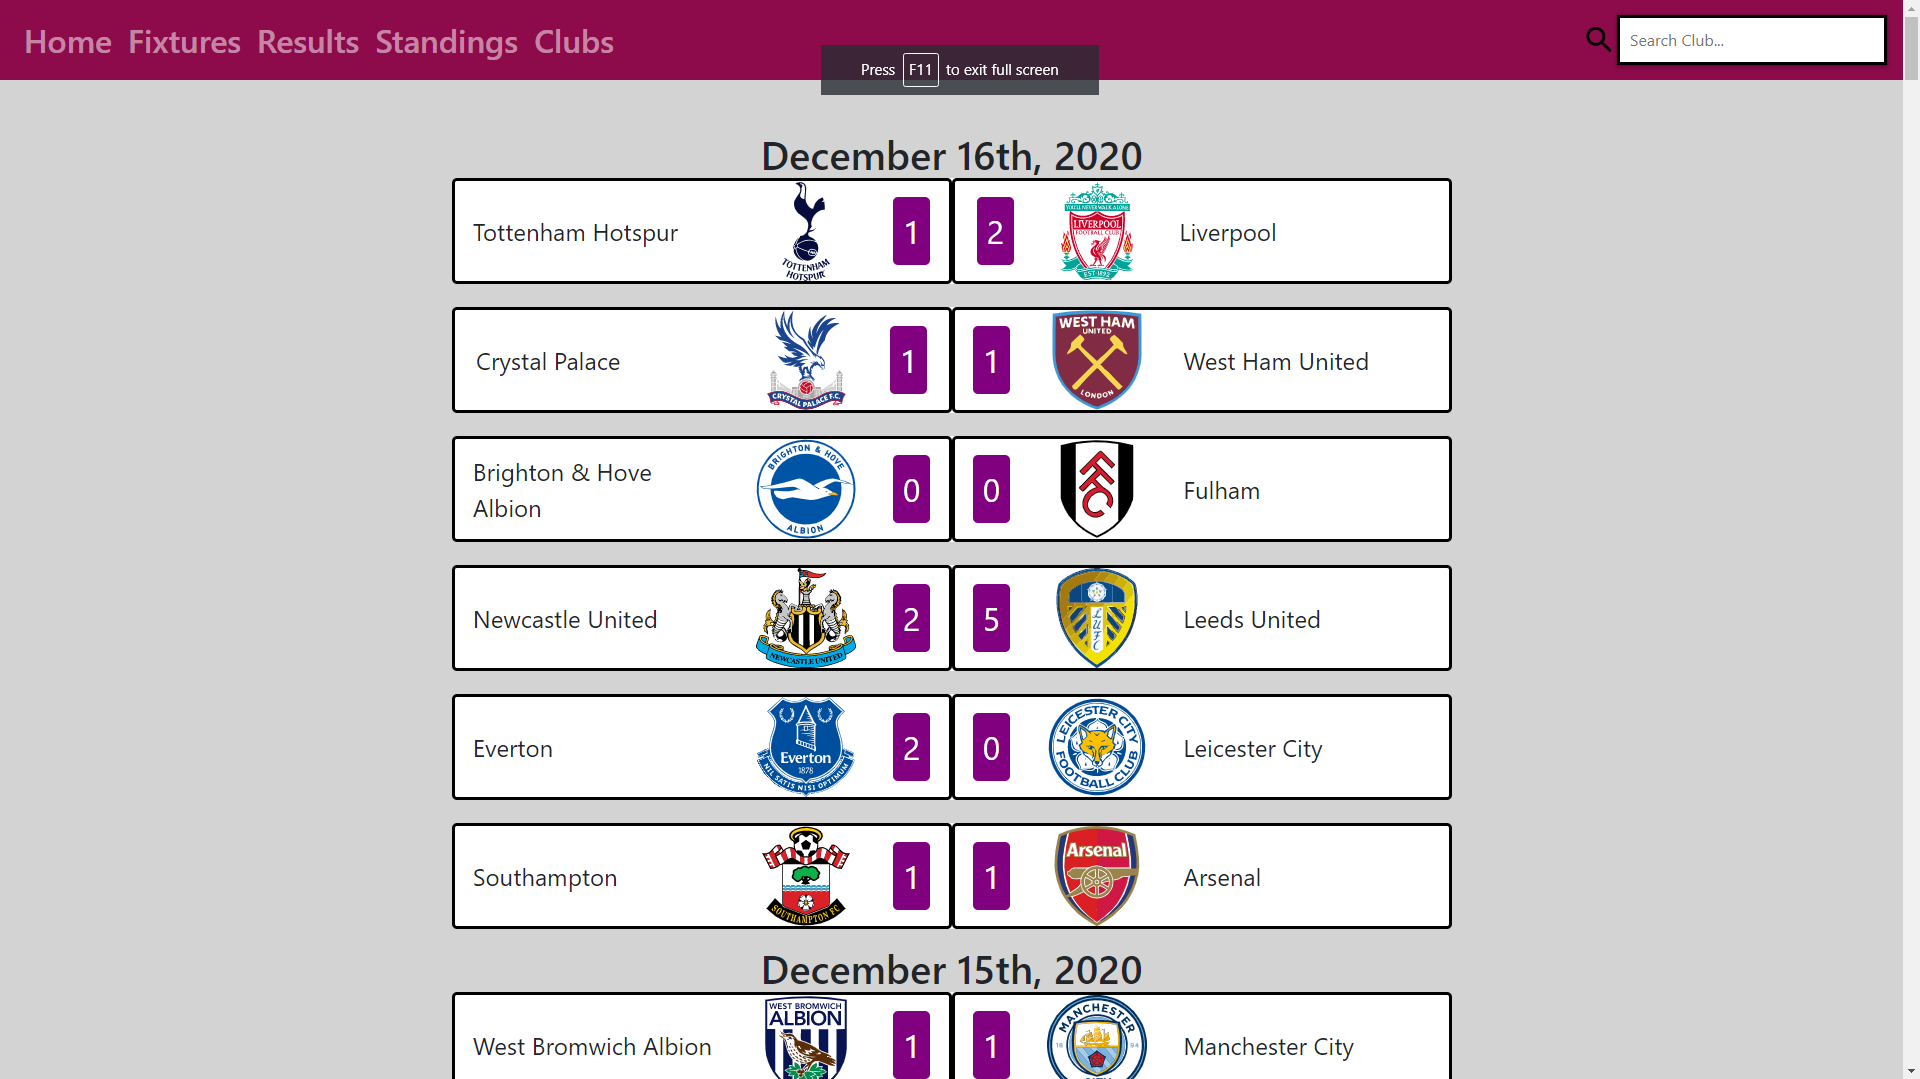 Home Fixtures Results Standings Clubs
Search Club...
Press F11 to exit full screen
December 16th, 2020
Tottenham Hotspur
TOTTENHAM
HOTSPUR
1
2
YOU'LL NEVER WALK ALONE
LIVERPOOL
FOOTBALL CLUB
EST 1892
Liverpool
Crystal Palace
CRYSTAL PALACE F.C.
1
1
WEST HAM
UNITED
LONDON
West Ham United
Brighton & Hove
Albion
BRIGHTON & HOVE
ALBION
0
0
FFC
Fulham
Newcastle United
NEWCASTLE UNITED
2
5
LUFC
Leeds United
Everton
Everton
1878
NIL SATIS NISI OPTIMUM
2
0
LEICESTER CITY
FOOTBALL CLUB
Leicester City
Southampton
SOUTHAMPTON FC
1
1
Arsenal
Arsenal
December 15th, 2020
West Bromwich Albion
WEST BROMWICH
ALBION
1
1
MANCHESTER
18 94
CITY
Manchester City